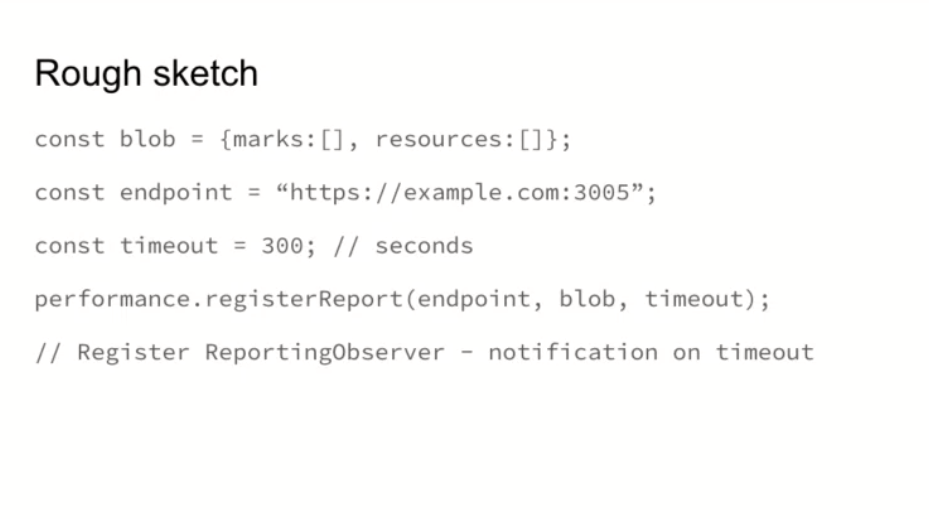 Rough sketch
const blob = {marks:[], resources:[]};
const endpoint = “https://example.com:3005”;
const timeout = 300; // seconds
performance.registerReport(endpoint, blob, timeout);
// Register ReportingObserver – notification on timeout